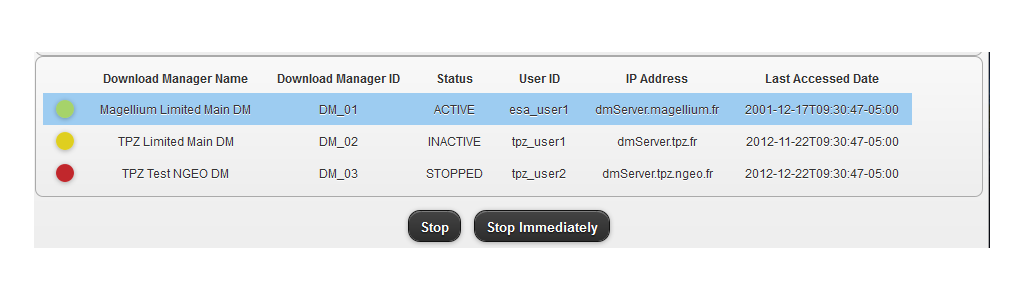 Download Manager Name Download Manager ID Status User ID IP Address Last Accessed Date
Magellium Limited Main DM DM_01 ACTIVE esa_user1 dmServer.magellium.fr 2001-12-17T09:30:47-05:00
TPZ Limited Main DM DM_02 INACTIVE tpz_user1 dmServer.tpz.fr 2012-11-22T09:30:47-05:00
TPZ Test NGEO DM DM_03 STOPPED tpz_user2 dmServer.tpz.ngeo.fr 2012-12-22T09:30:47-05:00
Stop Stop Immediately